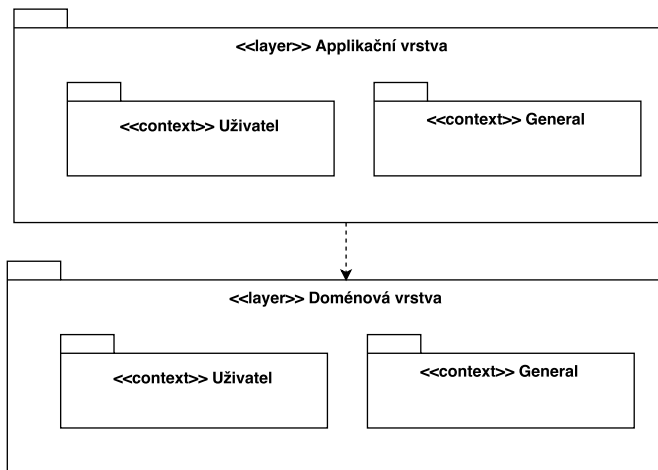 <<layer>> Applikační vrstva
<<context>> Uživatel
<<context>> General
<<layer>> Doménová vrstva
<<context>> Uživatel
<<context>> General